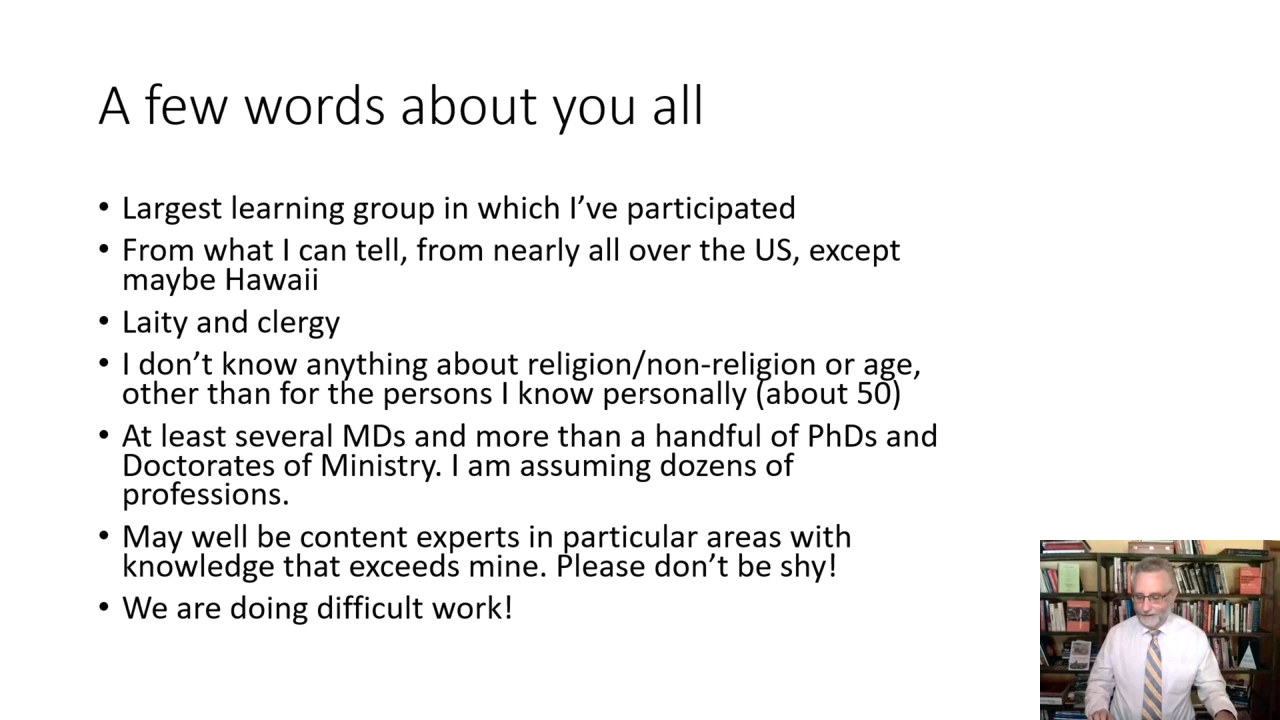 A few words about you all
• Largest learning group in which I’ve participated
• From what I can tell, from nearly all over the US, except
maybe Hawaii
• Laity and clergy
• I don’t know anything about religion/non-religion or age,
other than for the persons I know personally (about 50)
• At least several MDs and more than a handful of PhDs and
Doctorates of Ministry. I am assuming dozens of
professions.
• May well be content experts in particular areas with
knowledge that exceeds mine. Please don’t be shy!
• We are doing difficult work!